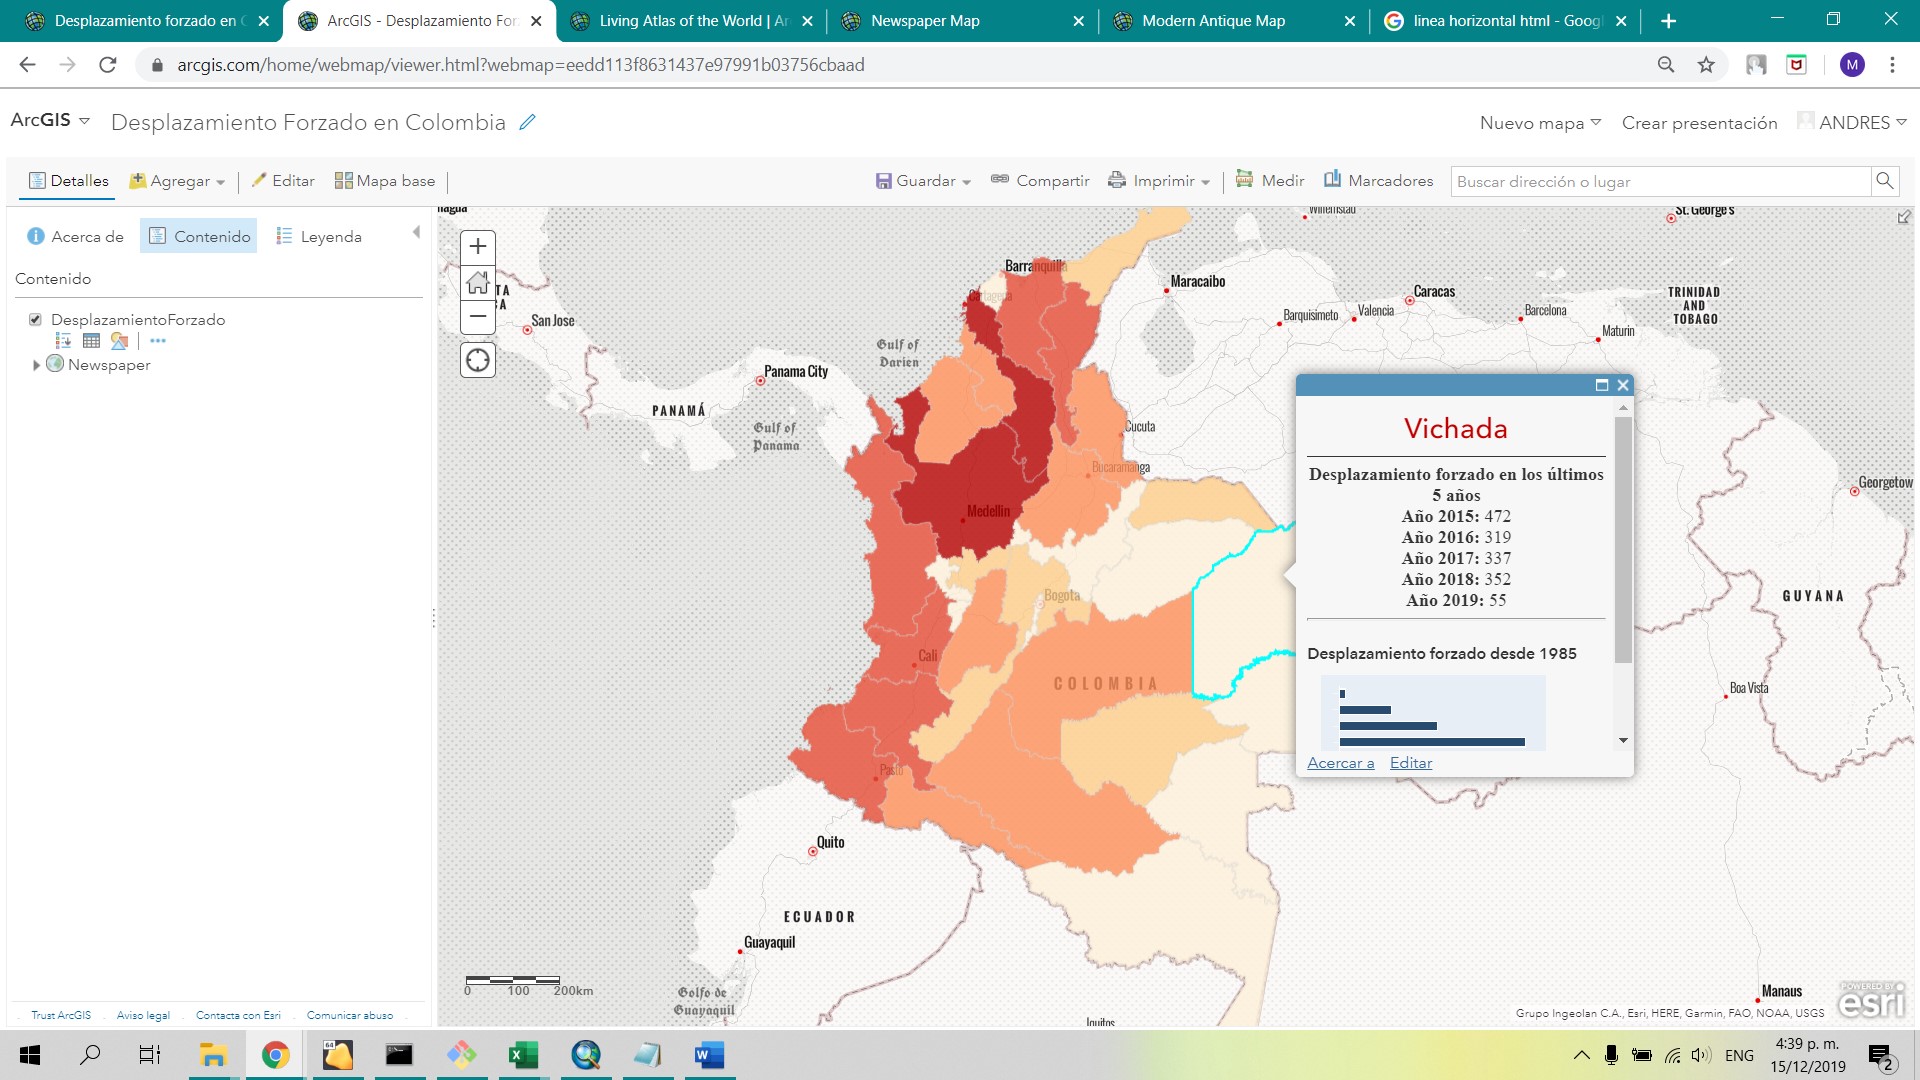 Desplazamiento forzado en C
ArcGIS - Desplazamiento For
Living Atlas of the World | Ar
Newspaper Map
Modern Antique Map
linea horizontal html - Googl
arcgis.com/home/webmap/viewer.html?webmap=eedd113f8631437e97991b03756cbaad
M
ArcGIS
Desplazamiento Forzado en Colombia
Nuevo mapa
Crear presentación
ANDRES
Detalles
Agregar
Editar
Mapa base
Guardar
Compartir
Imprimir
Medir
Marcadores
Buscar dirección o lugar
Acerca de
Contenido
Leyenda
Contenido
DesplazamientoForzado
Newspaper
Trust ArcGIS
Aviso legal
Contacta con Esri
Comunicar abuso
Willemstad
St. George's
Barranquilla
Cartagena
Maracaibo
Caracas
Barquisimeto
Valencia
Barcelona
Maturin
TRINIDAD
AND
TOBAGO
San Jose
Gulf of
Darien
Panama City
PANAMÁ
Gulf of
Panama
Cucuta
Bucaramanga
Medellin
Bogota
Cali
COLOMBIA
Pasto
Quito
ECUADOR
Guayaquil
Golfo de
Guayaquil
Georgetow
GUYANA
Boa Vista
Manaus
Iquitos
Vichada
Desplazamiento forzado en los últimos
5 años
Año 2015: 472
Año 2016: 319
Año 2017: 337
Año 2018: 352
Año 2019: 55
Desplazamiento forzado desde 1985
Acercar a
Editar
0 100 200km
POWERED BY
esri
Grupo Ingeolan C.A., Esri, HERE, Garmin, FAO, NOAA, USGS
64
ENG
4:39 p. m.
15/12/2019
2